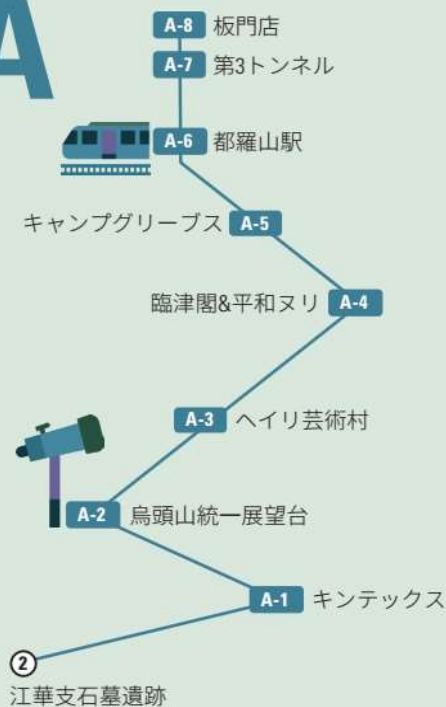 A
A-8 板門店
A-7 第3トンネル
A-6 都羅山駅
キャンプグリーブス A-5
臨津閣&平和ヌリ A-4
A-3 ヘイリ芸術村
A-2 烏頭山統一展望台
A-1 キンテックス
②
江華支石墓遺跡